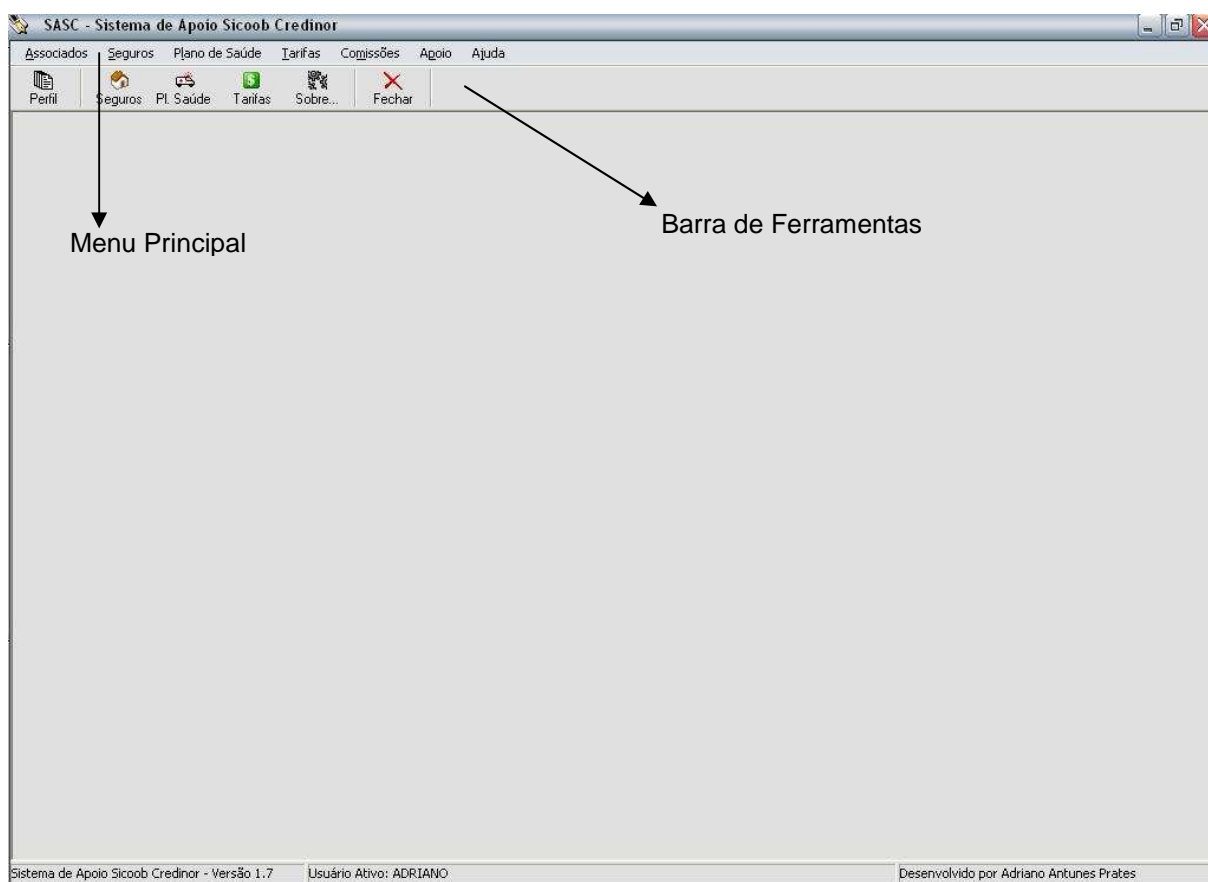 SASC - Sistema de Apoio Sicoob Credinor
Associados Seguros Plano de Saúde Tarifas Comissões Apoio Ajuda
Perfil Seguros Pl. Saúde Tarifas Sobre... Fechar
Barra de Ferramentas
Menu Principal
Sistema de Apoio Sicoob Credinor - Versão 1.7 Usuário Ativo: ADRIANO Desenvolvido por Adriano Antunes Prates